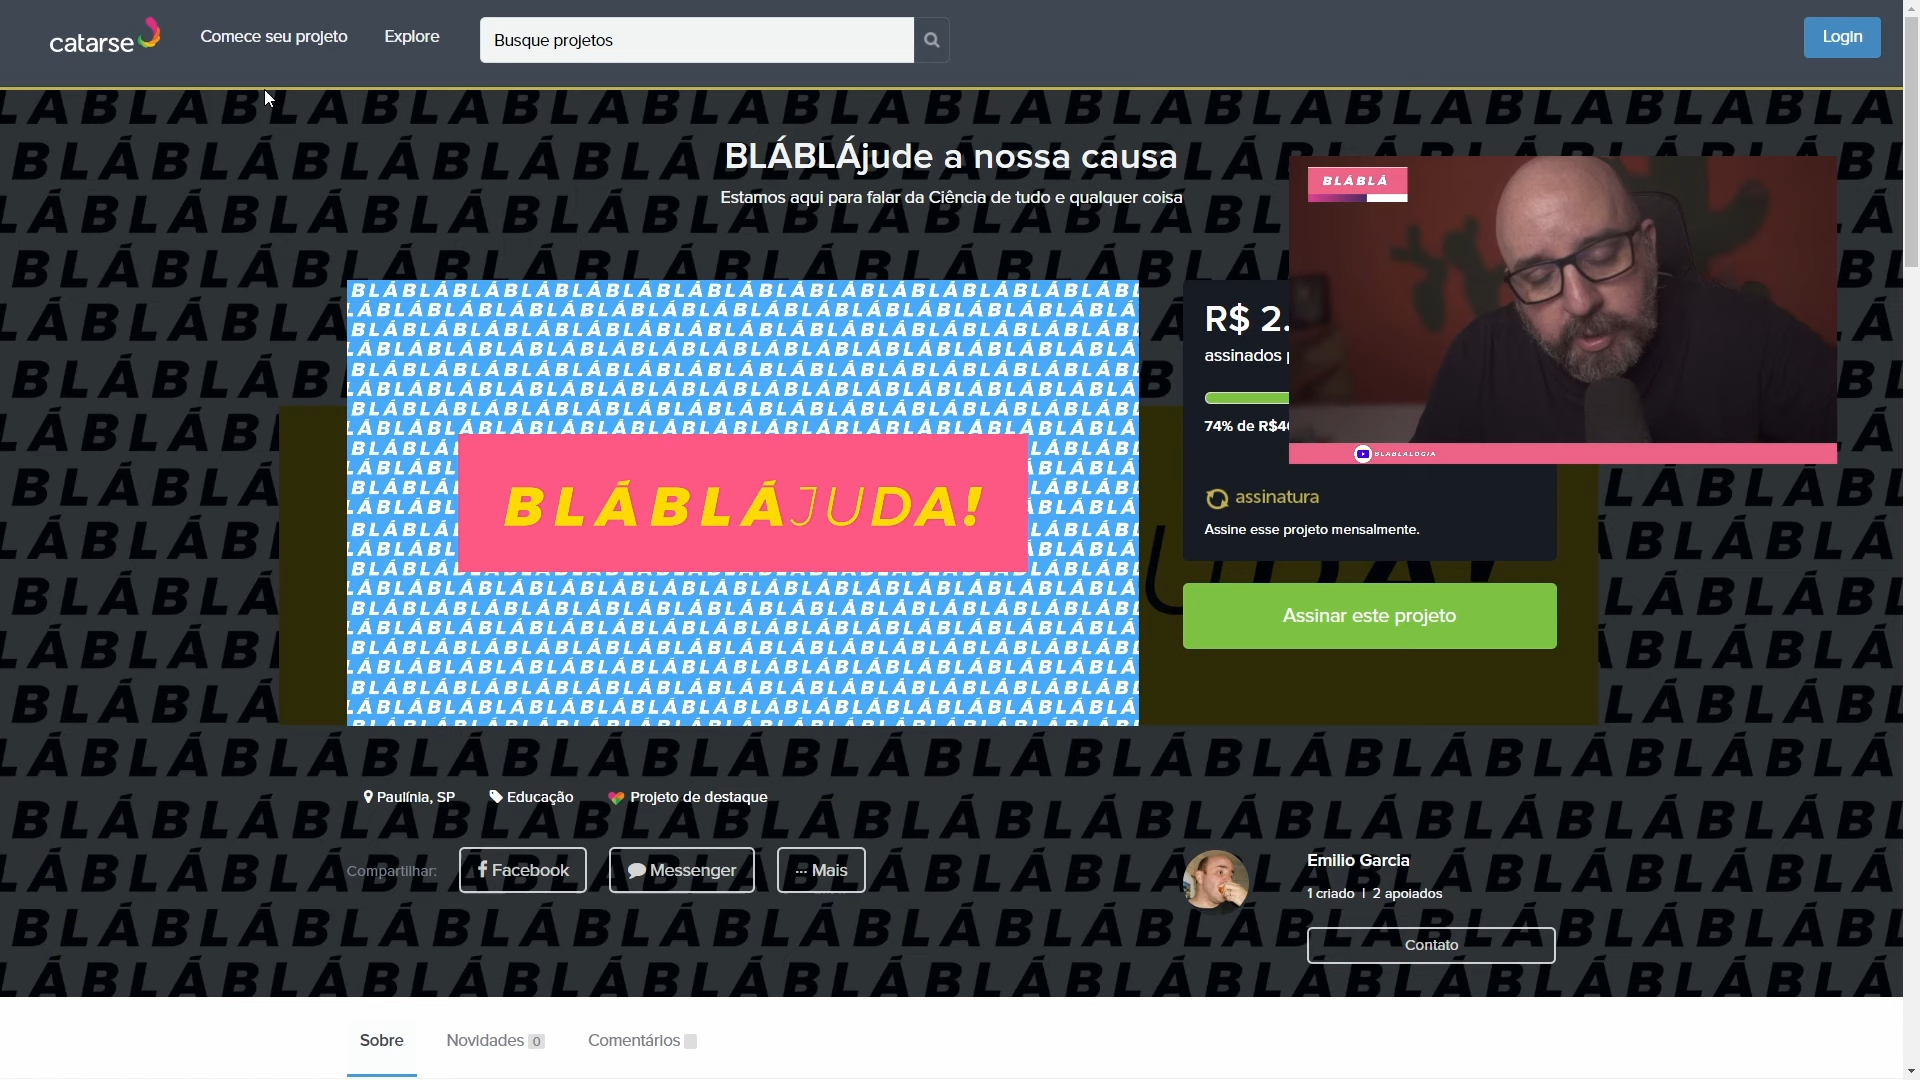 catarse
Comece seu projeto
Explore
Busque projetos
Login
BLÁBLÁjude a nossa causa
Estamos aqui para falar da Ciência de tudo e qualquer coisa
BLÁBLÁ
BLÁBLÁJUDA!
R$ 2.
assinados
74% de R$4
BLABLALOGIA
assinatura
Assine esse projeto mensalmente.
Assinar este projeto
Paulínia, SP
Educação
Projeto de destaque
Compartilhar:
Facebook
Messenger
··· Mais
Emilio Garcia
1 criado | 2 apoiados
Contato
Sobre
Novidades 0
Comentários